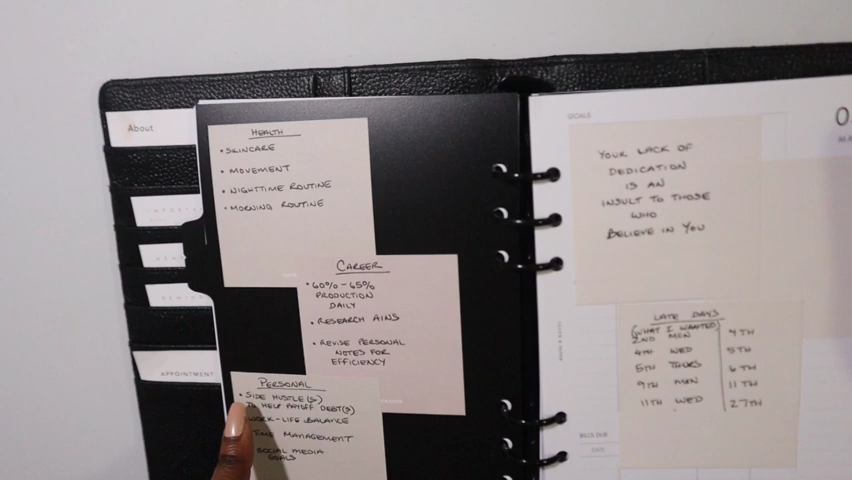 About
HEALTH
• SKINCARE
• MOVEMENT
• NIGHTTIME ROUTINE
• MORNING ROUTINE
CAREER
• 60% - 65%
PRODUCTION
DAILY
• RESEARCH AINS
• REVISE PERSONAL
NOTES FOR
EFFICIENCY
PERSONAL
• SIDE HUSTLE(S)
TO HELP PAYOFF DEBT(S)
WORK-LIFE BALANCE
TIME MANAGEMENT
SOCIAL MEDIA
GOALS
APPOINTMENT
GOALS
YOUR LACK OF
DEDICATION
IS AN
INSULT TO THOSE
WHO
BELIEVE IN YOU
LATE DAYS
(WHAT I WANTED)
2ND MON 4TH
4TH WED 5TH
5TH THURS 6TH
9TH MON 11TH
11TH WED 27TH
BILLS DUE
DATE